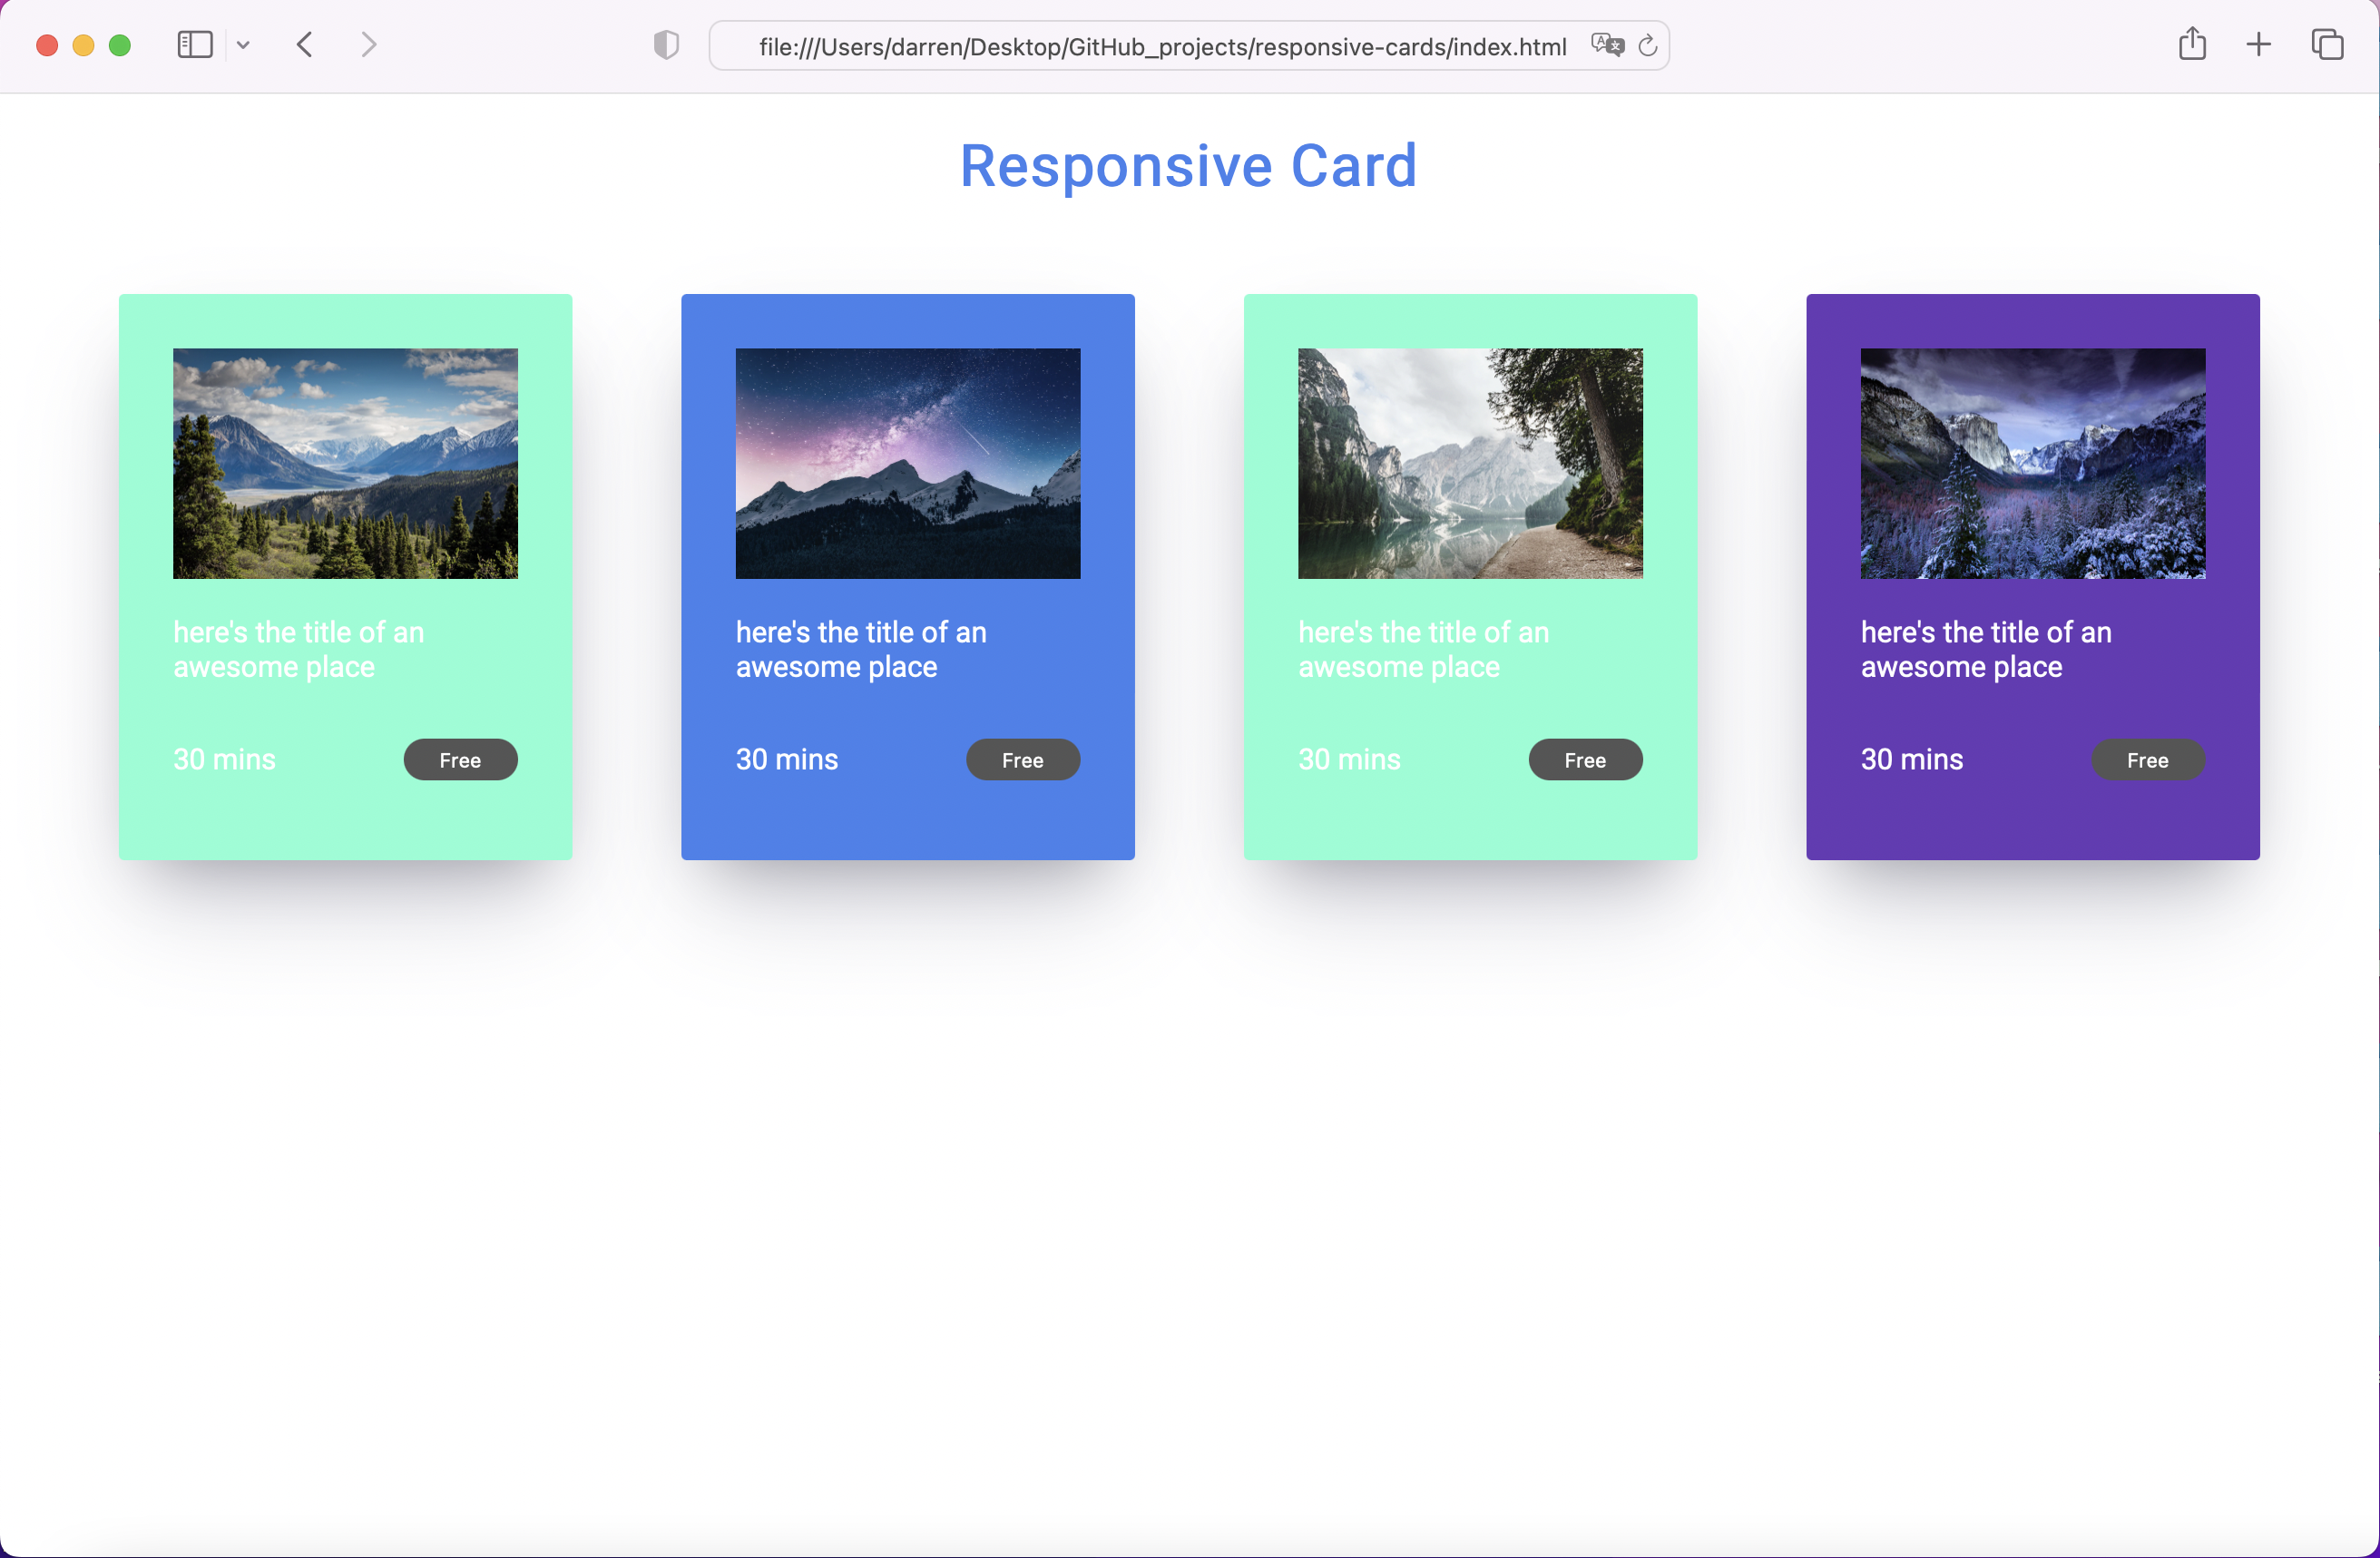 file:///Users/darren/Desktop/GitHub_projects/responsive-cards/index.html
Responsive Card
here's the title of an
awesome place
30 mins
Free
here's the title of an
awesome place
30 mins
Free
here's the title of an
awesome place
30 mins
Free
here's the title of an
awesome place
30 mins
Free